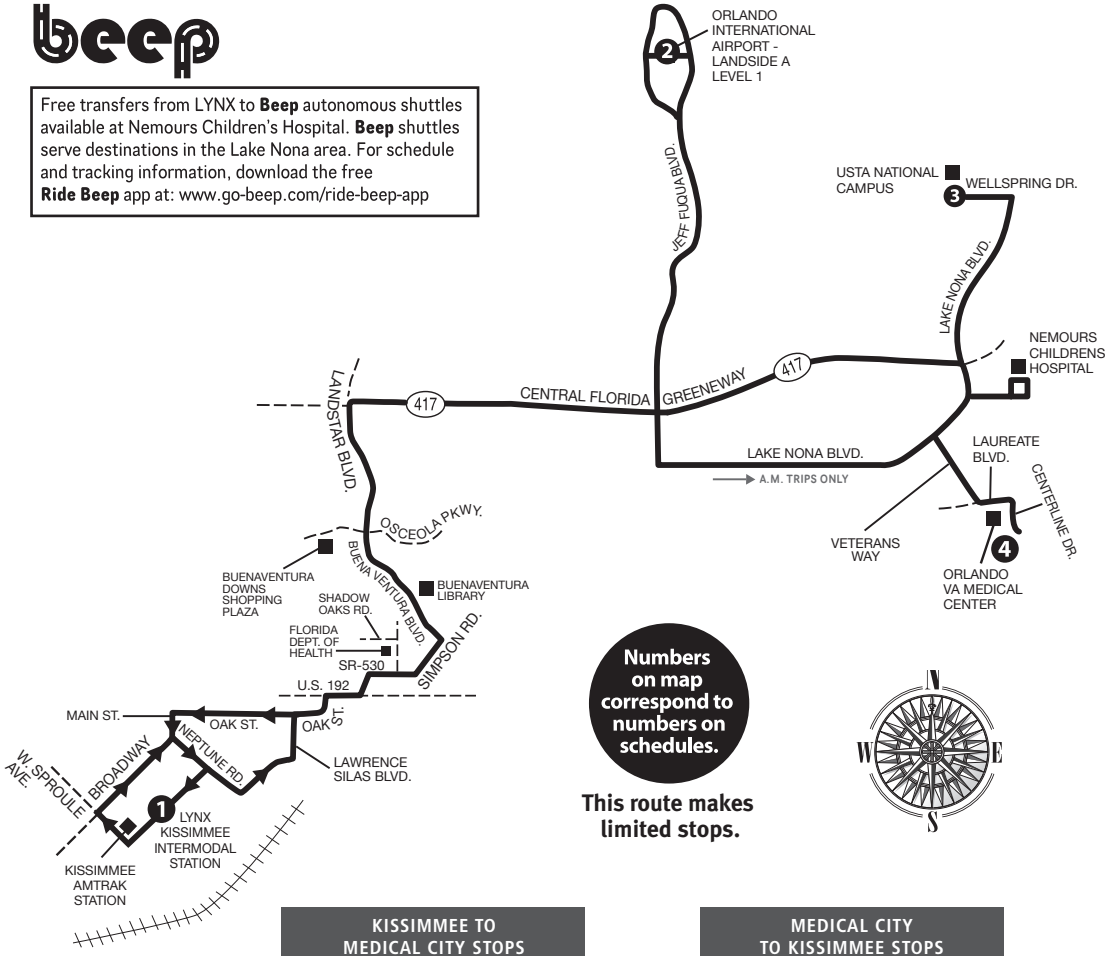 beep
Free transfers from LYNX to Beep autonomous shuttles
available at Nemours Children's Hospital. Beep shuttles
serve destinations in the Lake Nona area. For schedule
and tracking information, download the free
Ride Beep app at: www.go-beep.com/ride-beep-app
ORLANDO
INTERNATIONAL
AIRPORT -
LANDSIDE A
LEVEL 1
2
JEFF FUQUA BLVD.
USTA NATIONAL
CAMPUS
3
WELLSPRING DR.
LAKE NONA BLVD.
NEMOURS
CHILDRENS
HOSPITAL
LANDSTAR BLVD.
417
CENTRAL FLORIDA GREENEWAY
417
LAKE NONA BLVD.
A.M. TRIPS ONLY
LAUREATE
BLVD.
CENTERLINE DR.
VETERANS
WAY
4
ORLANDO
VA MEDICAL
CENTER
OSCEOLA PKWY.
BUENAVENTURA
DOWNS
SHOPPING
PLAZA
BUENA VENTURA BLVD.
BUENAVENTURA
LIBRARY
SHADOW
OAKS RD.
FLORIDA
DEPT. OF
HEALTH
SR-530
SIMPSON RD.
U.S. 192
MAIN ST.
OAK ST.
OAK ST.
NEPTUNE RD.
BROADWAY
W. SPROULE
AVE.
LAWRENCE
SILAS BLVD.
1
LYNX
KISSIMMEE
INTERMODAL
STATION
KISSIMMEE
AMTRAK
STATION
Numbers
on map
correspond to
numbers on
schedules.
This route makes
limited stops.
N
W
E
S
KISSIMMEE TO
MEDICAL CITY STOPS
MEDICAL CITY
TO KISSIMMEE STOPS